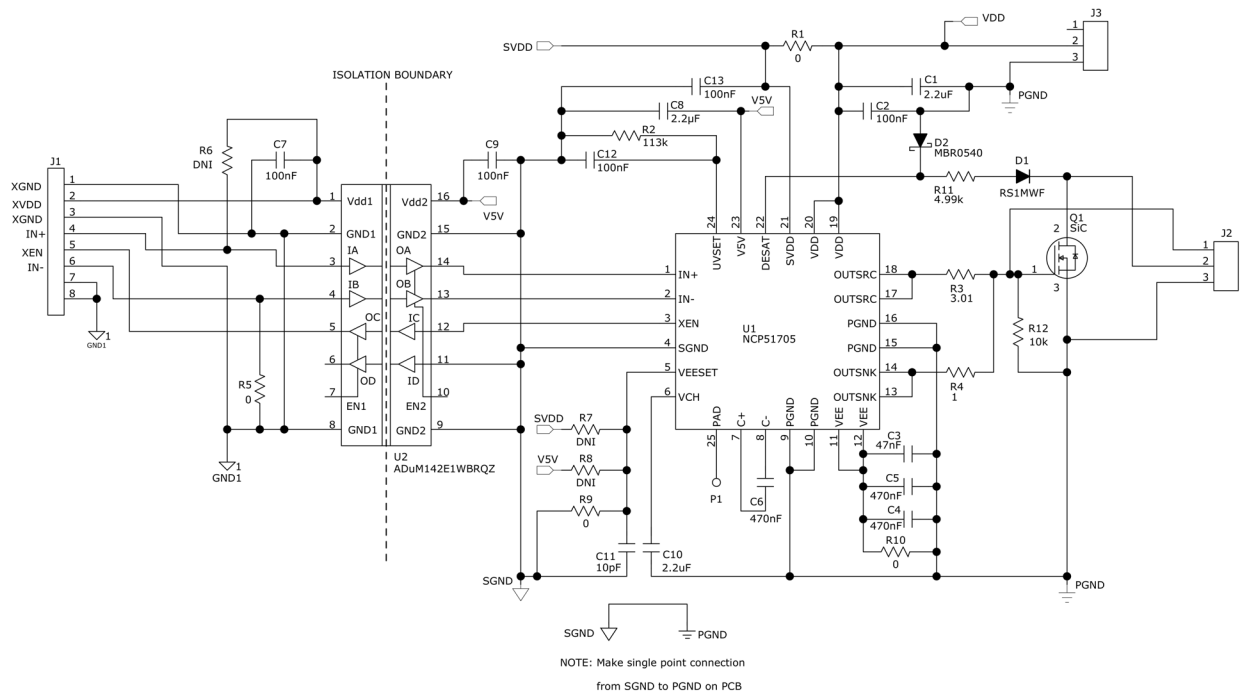 VDD
J3
SVDD
R1
0
1
2
3
ISOLATION BOUNDARY
C13
100nF
C1
2.2uF
PGND
C8
2.2µF
V5V
C2
100nF
R2
113k
D2
MBR0540
R6
DNI
C7
100nF
C9
100nF
C12
100nF
D1
RS1MWF
R11
4.99k
J1
XGND 1
XVDD 2
XGND 3
IN+ 4
XEN 5
IN- 6
7
8
GND1
1
1 Vdd1
2 GND1
IA
3
IB
4
OC
5
6
OD
7
EN1
8 GND1
Vdd2 16
V5V
GND2 15
OA
14
OB
13
IC
12
11
ID
10
EN2
GND2 9
U2
ADuM142E1WBRQZ
R5
0
1
GND1
24 23 22 21 20 19
UVSET V5V DESAT SVDD VDD VDD
1 IN+
2 IN-
3 XEN
4 SGND
5 VEESET
6 VCH
U1
NCP51705
OUTSRC 18
OUTSRC 17
PGND 16
PGND 15
OUTSNK 14
OUTSNK 13
PAD C+ C- PGND PGND VEE VEE
25 7 8 9 10 11 12
Q1
SiC
2
1
3
J2
1
2
3
R3
3.01
R12
10k
R4
1
SVDD
R7
DNI
V5V
R8
DNI
R9
0
C11
10pF
C10
2.2uF
P1
C6
470nF
C3
47nF
C5
470nF
C4
470nF
R10
0
SGND
PGND
SGND
PGND
NOTE: Make single point connection
from SGND to PGND on PCB